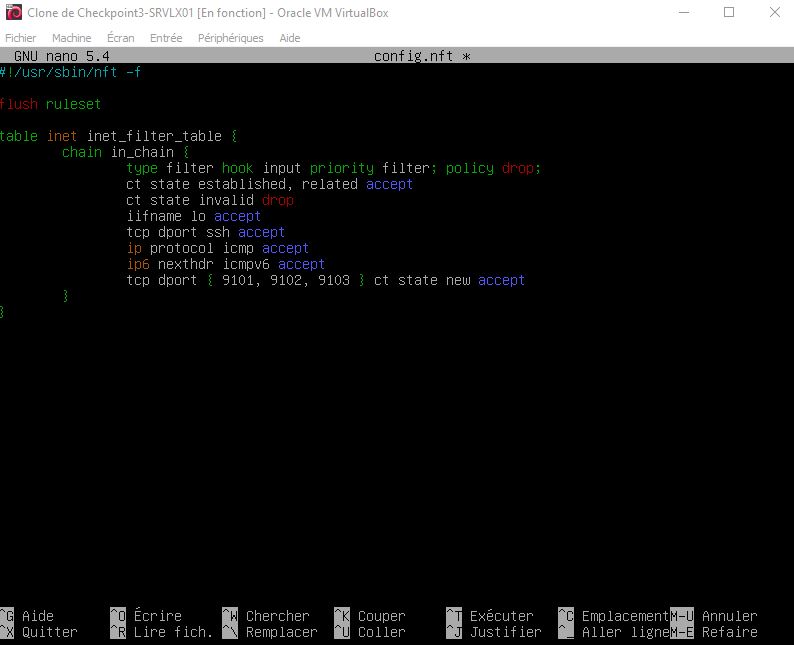 Clone de Checkpoint3-SRVLX01 [En fonction] - Oracle VM VirtualBox
Fichier Machine Écran Entrée Périphériques Aide
GNU nano 5.4 config.nft *
#!/usr/sbin/nft -f
flush ruleset
table inet inet_filter_table {
chain in_chain {
type filter hook input priority filter; policy drop;
ct state established, related accept
ct state invalid drop
iifname lo accept
tcp dport ssh accept
ip protocol icmp accept
ip6 nexthdr icmpv6 accept
tcp dport { 9101, 9102, 9103 } ct state new accept
}
}
^G Aide ^O Écrire ^W Chercher ^K Couper ^T Exécuter ^C Emplacement M-U Annuler
^X Quitter ^R Lire fich. ^\ Remplacer ^U Coller ^J Justifier ^_ Aller ligne M-E Refaire